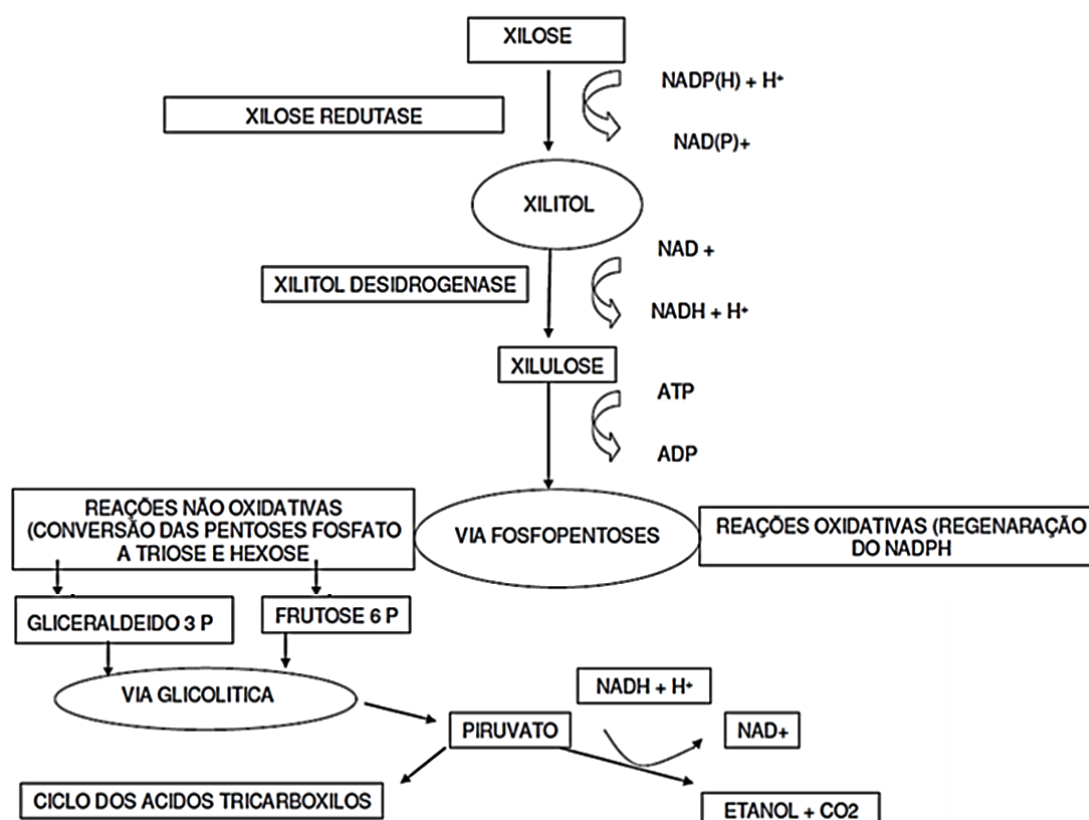 XILOSE
NADP(H) + H+
XILOSE REDUTASE
NAD(P)+
XILITOL
NAD +
XILITOL DESIDROGENASE
NADH + H+
XILULOSE
ATP
ADP
REAÇÕES NÃO OXIDATIVAS
(CONVERSÃO DAS PENTOSES FOSFATO
A TRIOSE E HEXOSE
VIA FOSFOPENTOSES
REAÇÕES OXIDATIVAS (REGENARAÇÃO
DO NADPH
GLICERALDEIDO 3 P
FRUTOSE 6 P
VIA GLICOLITICA
NADH + H+
PIRUVATO
NAD+
CICLO DOS ACIDOS TRICARBOXILOS
ETANOL + CO2